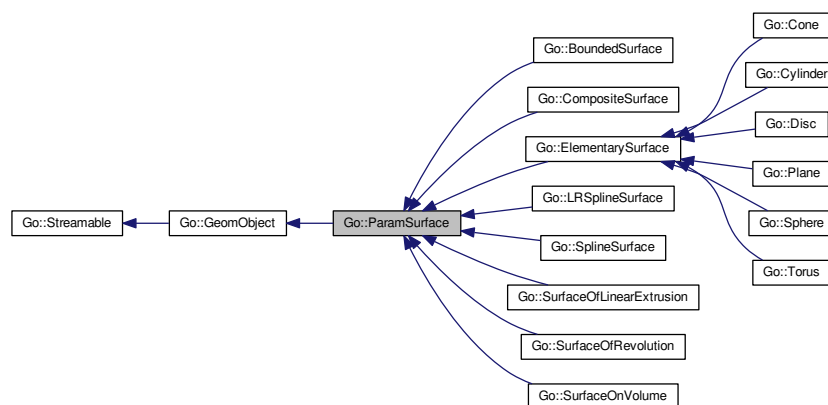 Go::Streamable
Go::GeomObject
Go::ParamSurface
Go::BoundedSurface
Go::CompositeSurface
Go::ElementarySurface
Go::LRSplineSurface
Go::SplineSurface
Go::SurfaceOfLinearExtrusion
Go::SurfaceOfRevolution
Go::SurfaceOnVolume
Go::Cone
Go::Cylinder
Go::Disc
Go::Plane
Go::Sphere
Go::Torus